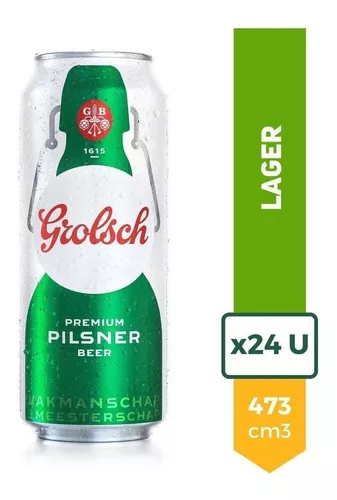 G B
1615
Grolsch
PREMIUM
PILSNER
BEER
VAKMANSCHAP
MEESTERSCHAP
LAGER
x24 U
473
cm3